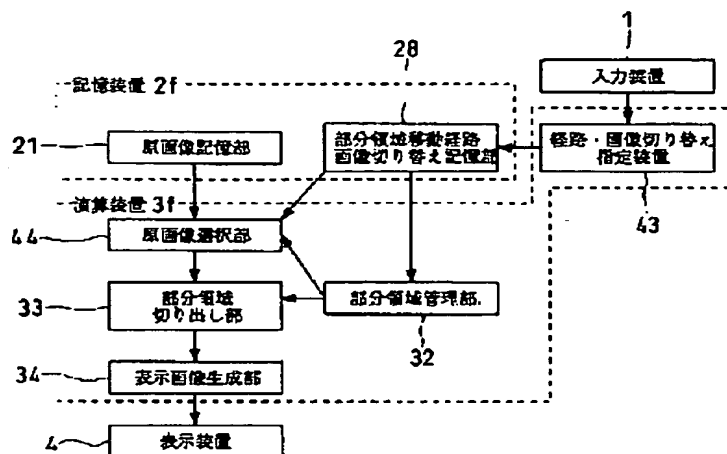 1
28
入力装置
記憶装置 2f
21
原画像記憶部
部分領域移動経路
画像切り替え記憶部
経路・画像切り替え
指定装置
演算装置 3f
43
44
原画像選択部
33
部分領域
切り出し部
部分領域管理部
32
34
表示画像生成部
4
表示装置